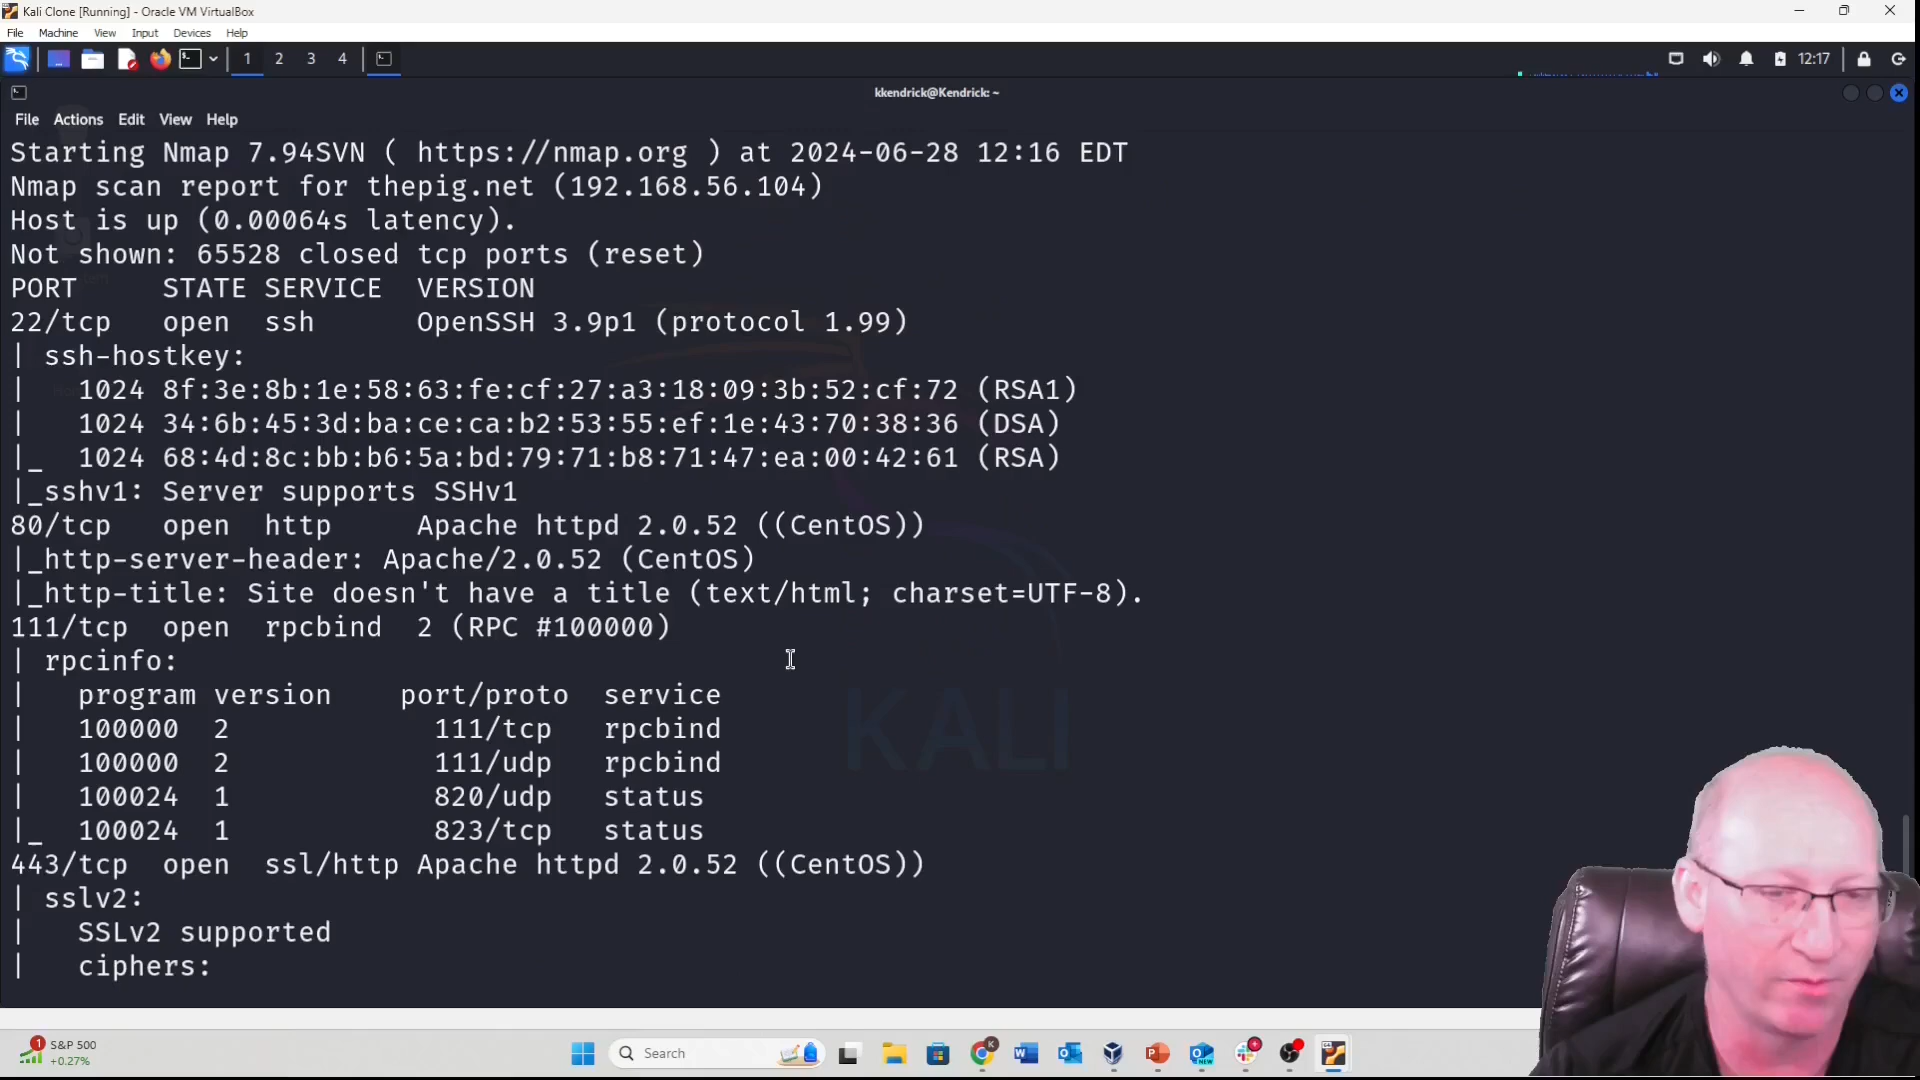 Kali Clone [Running] - Oracle VM VirtualBox
File Machine View Input Devices Help
1 2 3 4
12:17
kkendrick@Kendrick: ~
File Actions Edit View Help
Starting Nmap 7.94SVN ( https://nmap.org ) at 2024-06-28 12:16 EDT
Nmap scan report for thepig.net (192.168.56.104)
Host is up (0.00064s latency).
Not shown: 65528 closed tcp ports (reset)
PORT STATE SERVICE VERSION
22/tcp open ssh OpenSSH 3.9p1 (protocol 1.99)
| ssh-hostkey:
| 1024 8f:3e:8b:1e:58:63:fe:cf:27:a3:18:09:3b:52:cf:72 (RSA1)
| 1024 34:6b:45:3d:ba:ce:ca:b2:53:55:ef:1e:43:70:38:36 (DSA)
|_ 1024 68:4d:8c:bb:b6:5a:bd:79:71:b8:71:47:ea:00:42:61 (RSA)
|_sshv1: Server supports SSHv1
80/tcp open http Apache httpd 2.0.52 ((CentOS))
|_http-server-header: Apache/2.0.52 (CentOS)
|_http-title: Site doesn't have a title (text/html; charset=UTF-8).
111/tcp open rpcbind 2 (RPC #100000)
| rpcinfo:
| program version port/proto service
| 100000 2 111/tcp rpcbind
| 100000 2 111/udp rpcbind
| 100024 1 820/udp status
|_ 100024 1 823/tcp status
443/tcp open ssl/http Apache httpd 2.0.52 ((CentOS))
| sslv2:
| SSLv2 supported
| ciphers:
KALI
1
S&P 500
+0.27%
Search